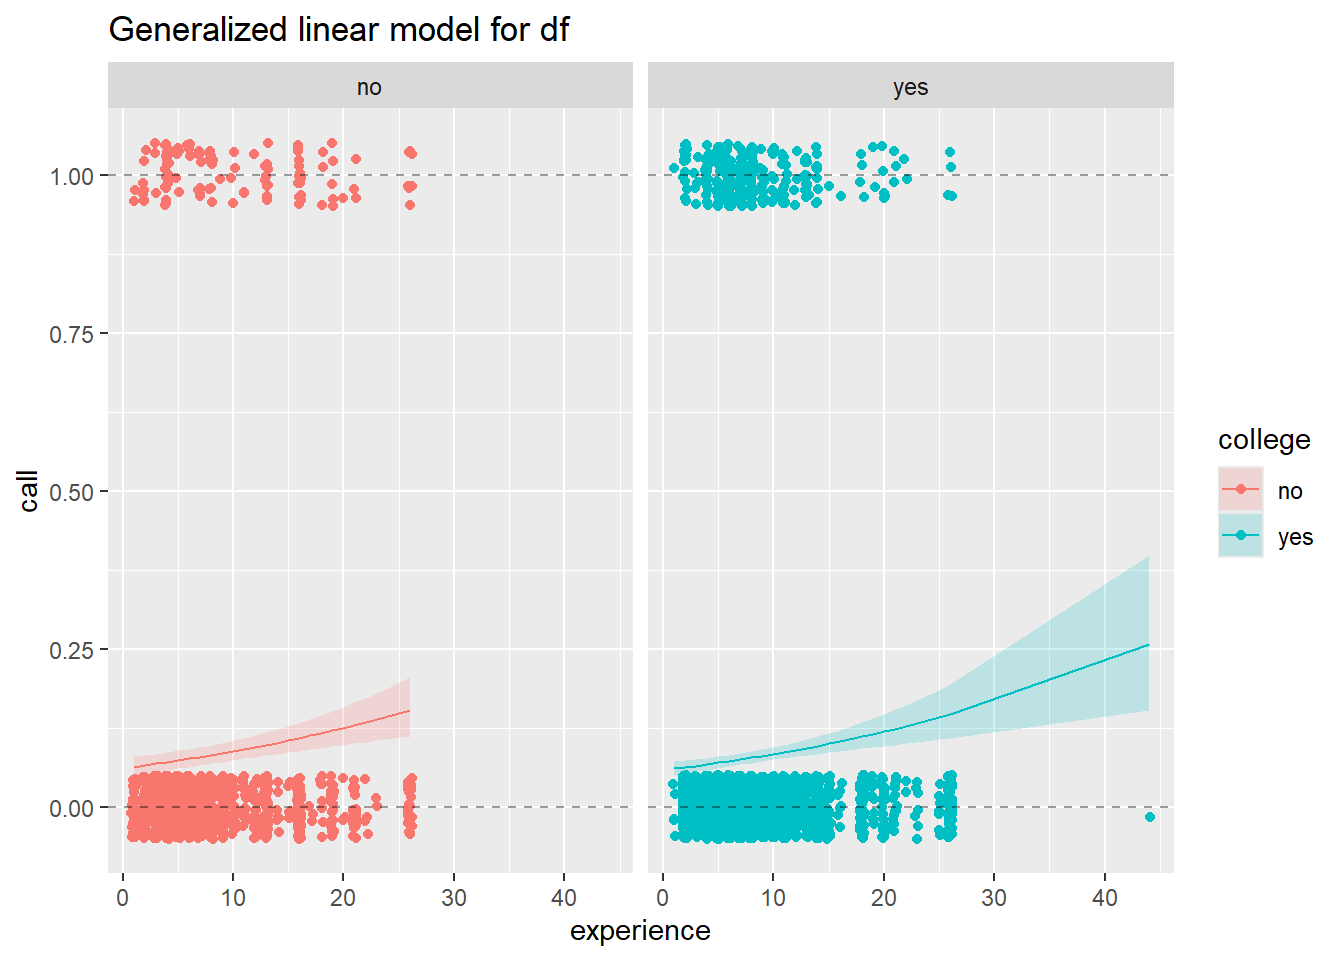 Generalized linear model for df
no
yes
1.00
0.75
0.50
0.25
0.00
call
0 10 20 30 40
0 10 20 30 40
experience
college
no
yes